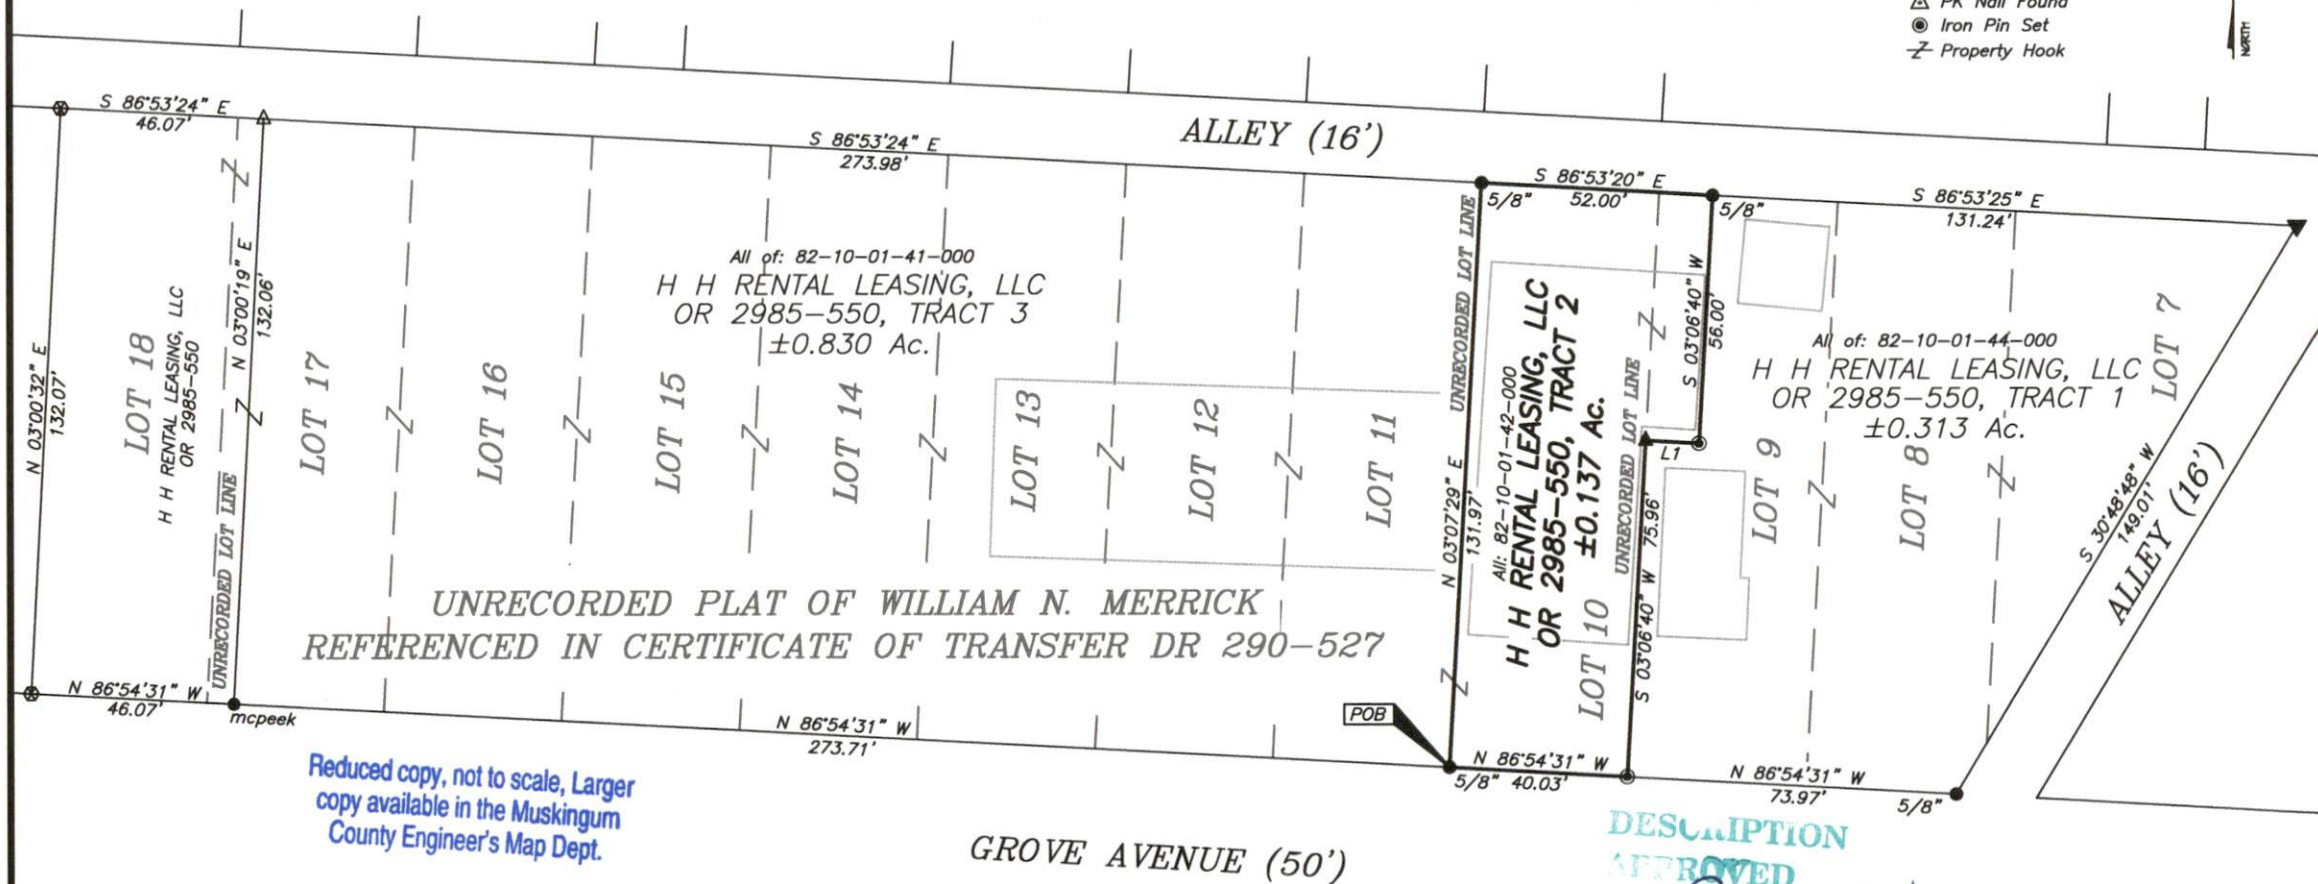 PK Nail Found
Iron Pin Set
Property Hook
NORTH
ALLEY (16')
S 86°53'24" E
46.07'
S 86°53'24" E
273.98'
S 86°53'20" E
5/8" 52.00'
5/8"
S 86°53'25" E
131.24'
N 03°00'32" E
132.07'
LOT 18
H H RENTAL LEASING, LLC
OR 2985-550
UNRECORDED LOT LINE
N 03°00'19" E
132.06'
LOT 17
LOT 16
LOT 15
LOT 14
LOT 13
LOT 12
LOT 11
All of: 82-10-01-41-000
H H RENTAL LEASING, LLC
OR 2985-550, TRACT 3
±0.830 Ac.
UNRECORDED PLAT OF WILLIAM N. MERRICK
REFERENCED IN CERTIFICATE OF TRANSFER DR 290-527
UNRECORDED LOT LINE
N 03°07'29" E
131.97'
All: 82-10-01-42-000
H H RENTAL LEASING, LLC
OR 2985-550, TRACT 2
±0.137 Ac.
LOT 10
UNRECORDED LOT LINE
S 03°06'40" W
56.00'
L1
S 03°06'40" W 75.96'
All of: 82-10-01-44-000
H H RENTAL LEASING, LLC
OR 2985-550, TRACT 1
±0.313 Ac.
LOT 9
LOT 8
LOT 7
S 30°48'48" W
149.01'
ALLEY (16')
N 86°54'31" W
46.07'
mcpeek
N 86°54'31" W
273.71'
POB
N 86°54'31" W
5/8" 40.03'
N 86°54'31" W
73.97'
5/8"
Reduced copy, not to scale, Larger
copy available in the Muskingum
County Engineer's Map Dept.
GROVE AVENUE (50')
DESCRIPTION
APPROVED